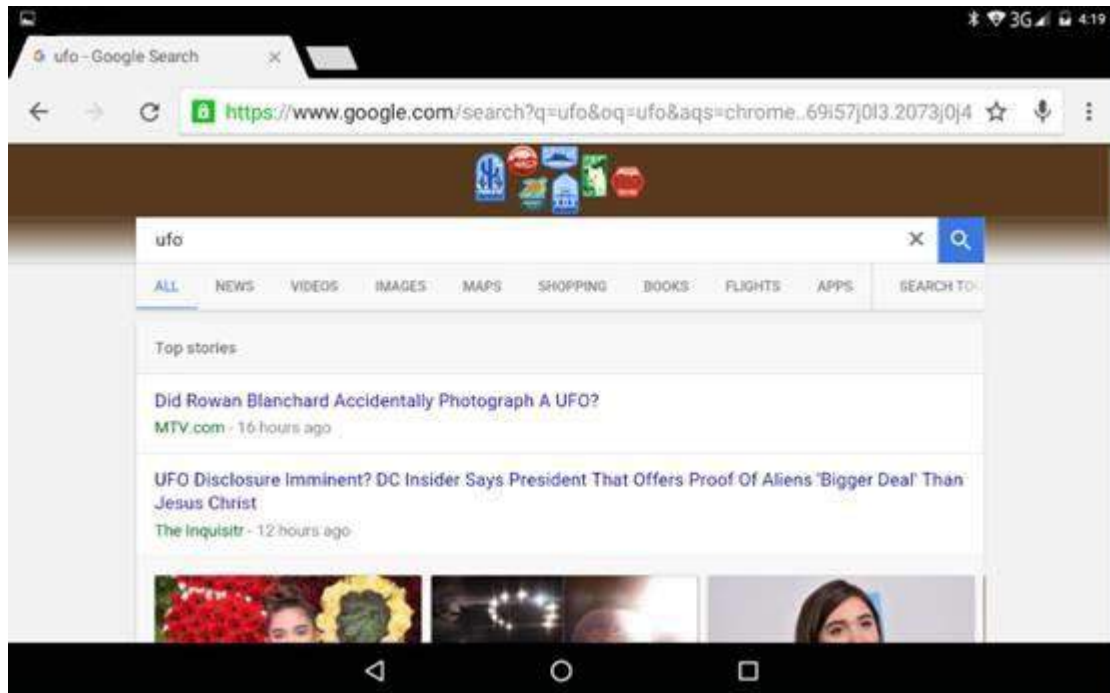 3G 4:19
ufo - Google Search
https://www.google.com/search?q=ufo&oq=ufo&aqs=chrome..69i57j0l3.2073j0j4
ufo
ALL NEWS VIDEOS IMAGES MAPS SHOPPING BOOKS FLIGHTS APPS SEARCH TO
Top stories
Did Rowan Blanchard Accidentally Photograph A UFO?
MTV.com - 16 hours ago
UFO Disclosure Imminent? DC Insider Says President That Offers Proof Of Aliens 'Bigger Deal' Than
Jesus Christ
The Inquisitr - 12 hours ago